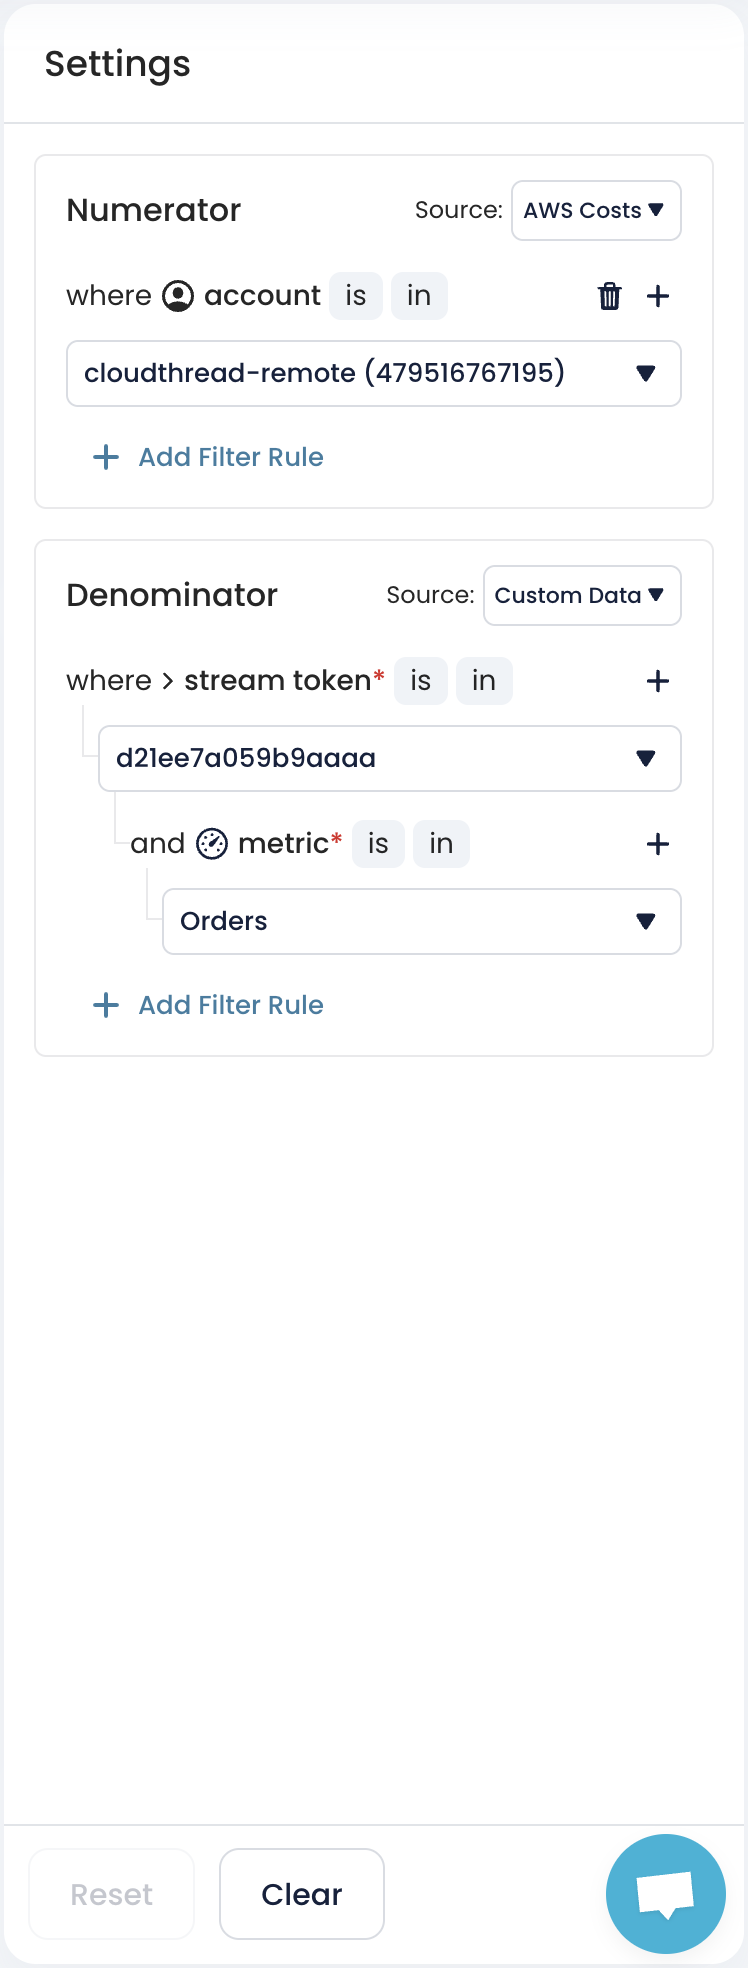 Settings
Numerator Source: AWS Costs
where account is in
cloudthread-remote (479516767195)
+ Add Filter Rule
Denominator Source: Custom Data
where > stream token* is in
d21ee7a059b9aaaa
and metric* is in
Orders
+ Add Filter Rule
Reset Clear